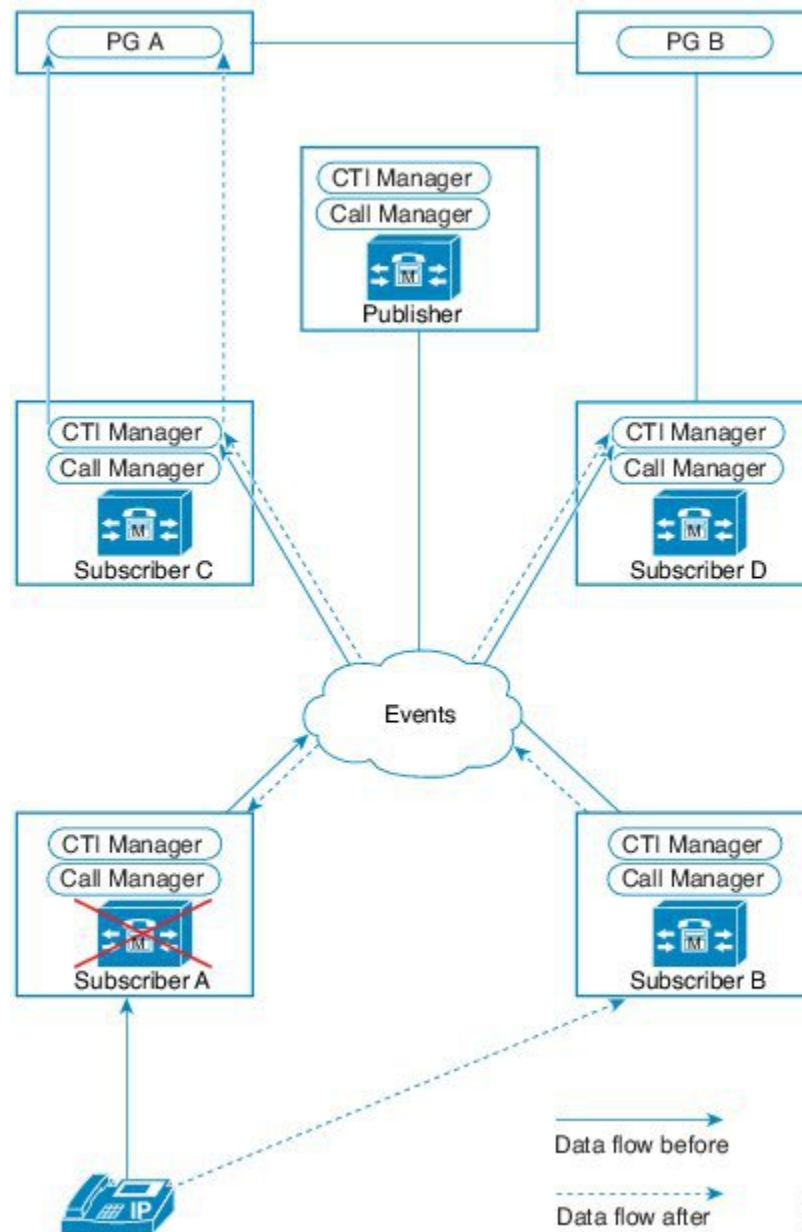 PG A
PG B
CTI Manager
Call Manager
M
Publisher
CTI Manager
Call Manager
M
Subscriber C
CTI Manager
Call Manager
M
Subscriber D
Events
CTI Manager
Call Manager
M
Subscriber A
CTI Manager
Call Manager
M
Subscriber B
IP
Data flow before
Data flow after